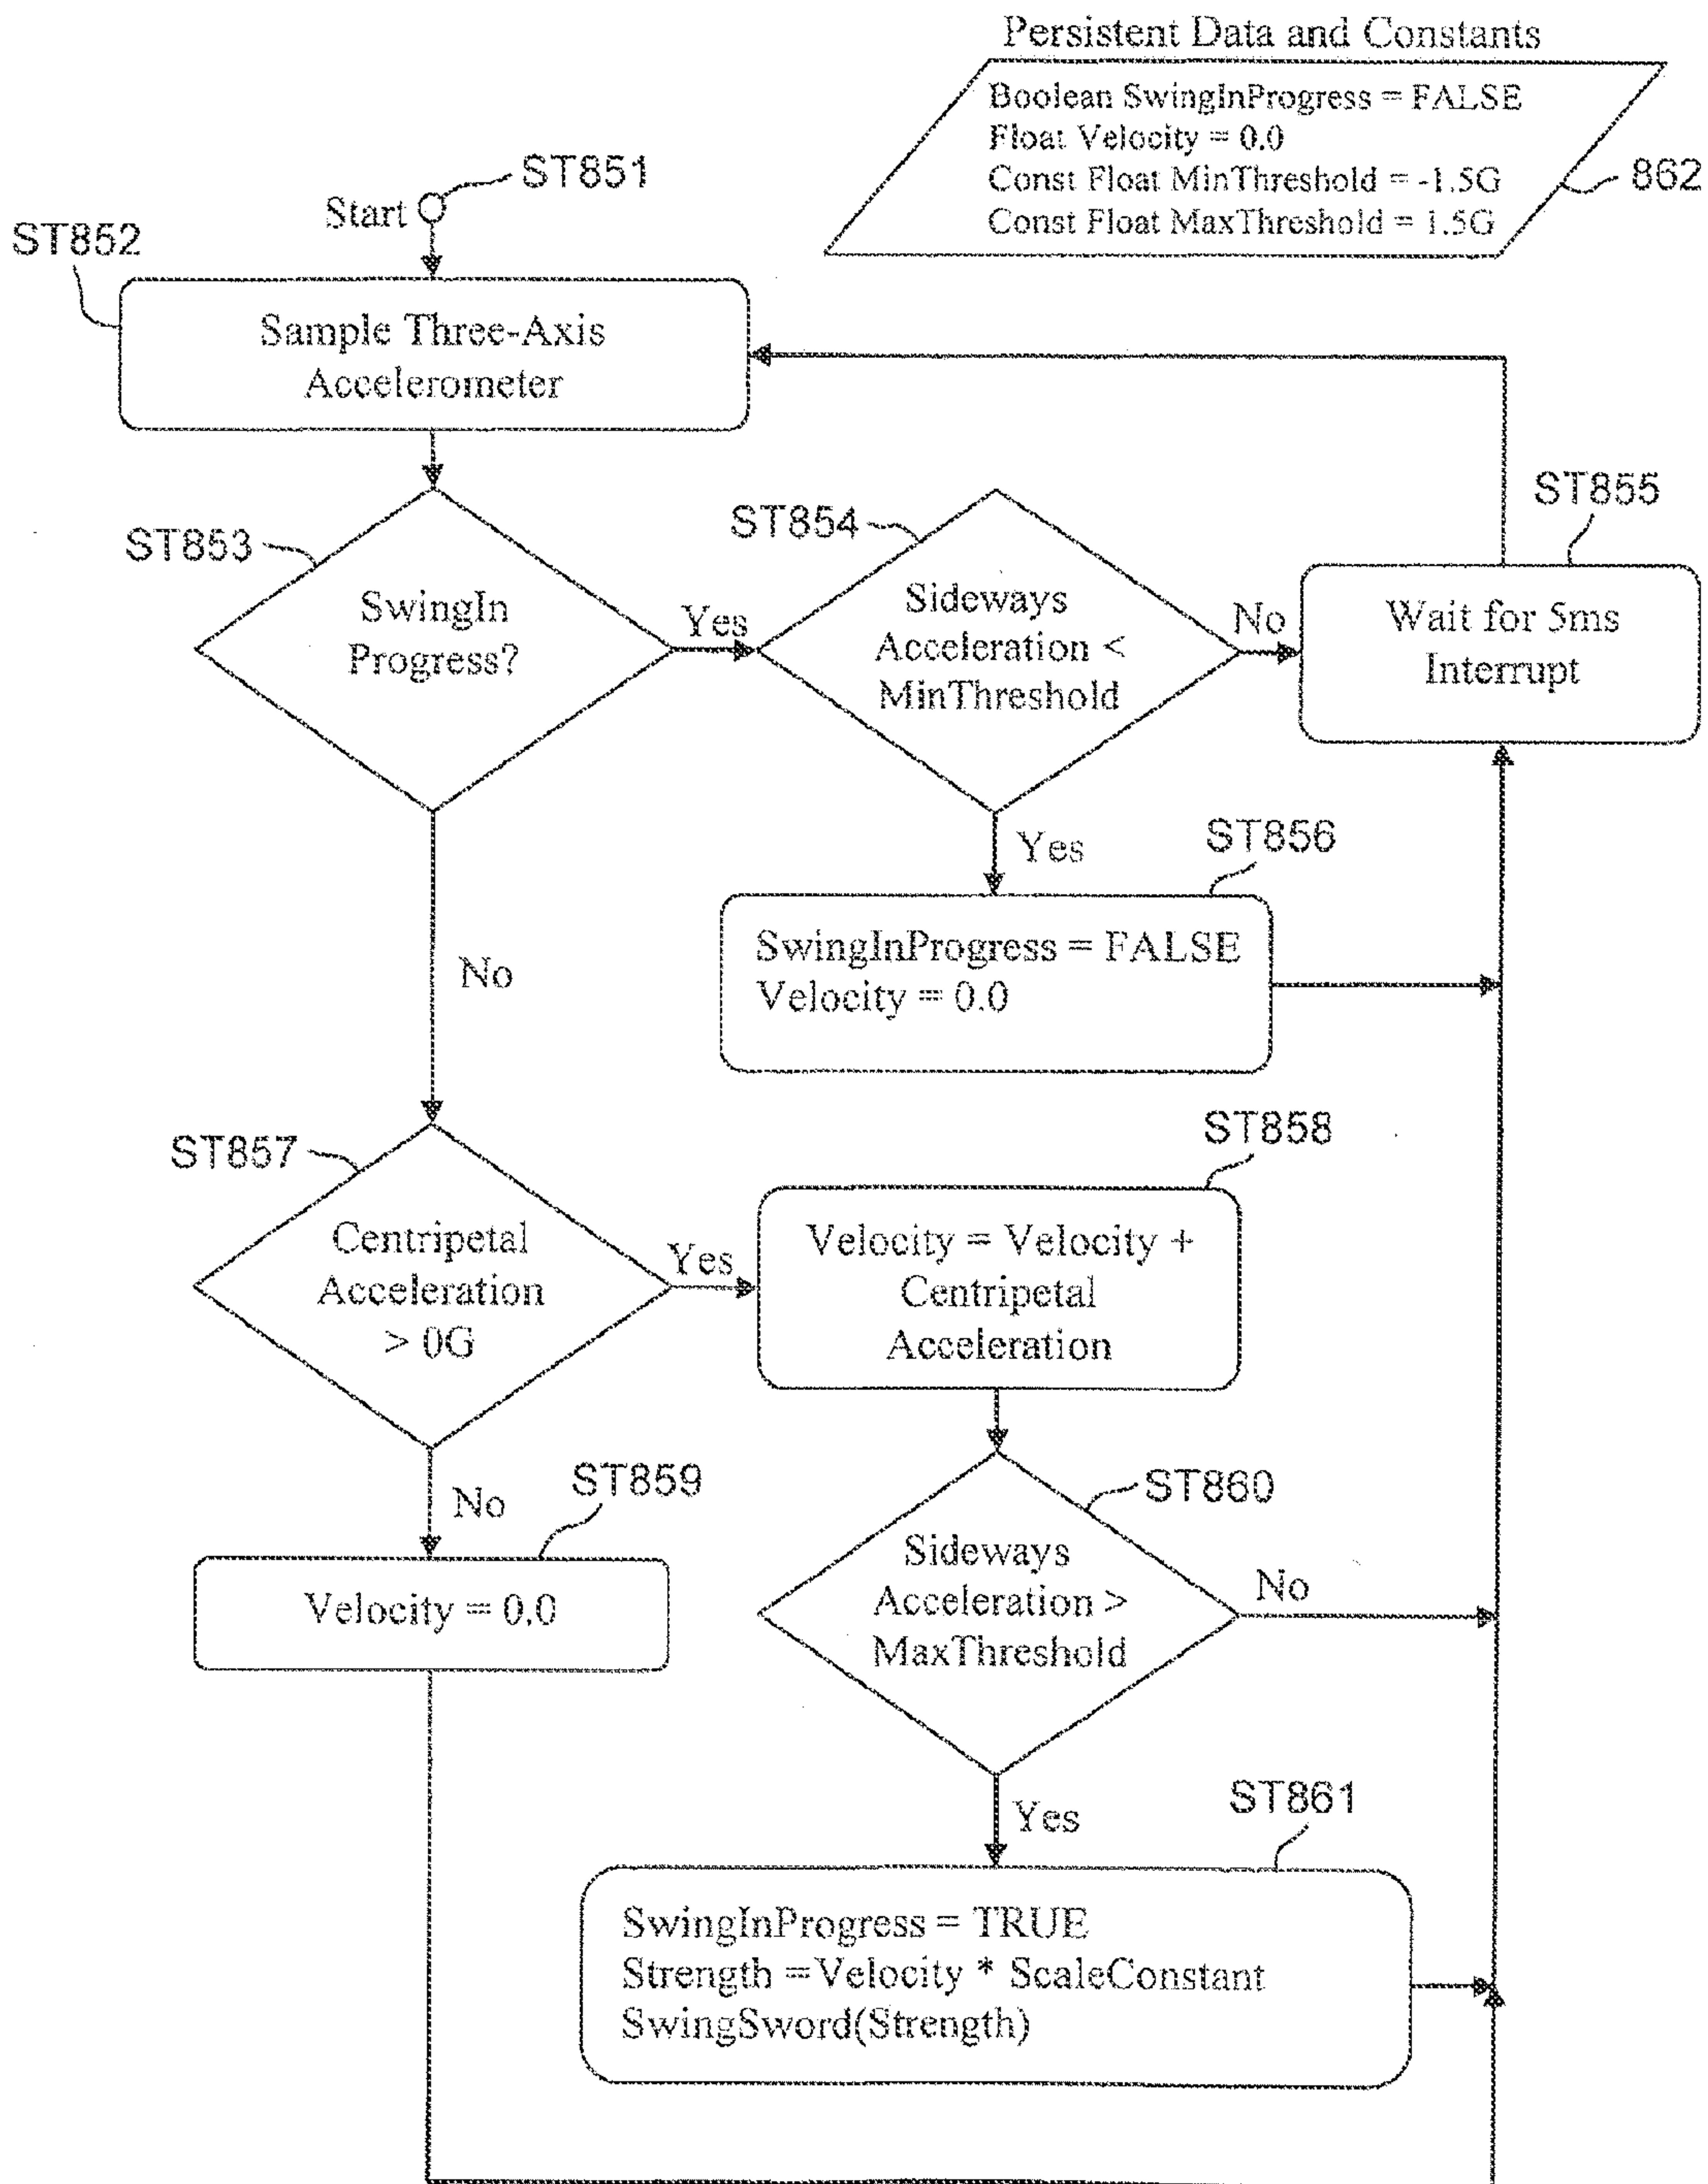 Persistent Data and Constants
Boolean SwingInProgress = FALSE
Float Velocity = 0.0
Const Float MinThreshold = -1.5G
Const Float MaxThreshold = 1.5G
862
ST851
Start
ST852
Sample Three-Axis
Accelerometer
ST853
SwingIn
Progress?
Yes
No
ST854
Sideways
Acceleration <
MinThreshold
No
Yes
ST855
Wait for 5ms
Interrupt
ST856
SwingInProgress = FALSE
Velocity = 0.0
ST857
Centripetal
Acceleration
> 0G
Yes
No
ST858
Velocity = Velocity +
Centripetal
Acceleration
ST859
Velocity = 0.0
ST860
Sideways
Acceleration >
MaxThreshold
No
Yes
ST861
SwingInProgress = TRUE
Strength =Velocity * ScaleConstant
SwingSword(Strength)